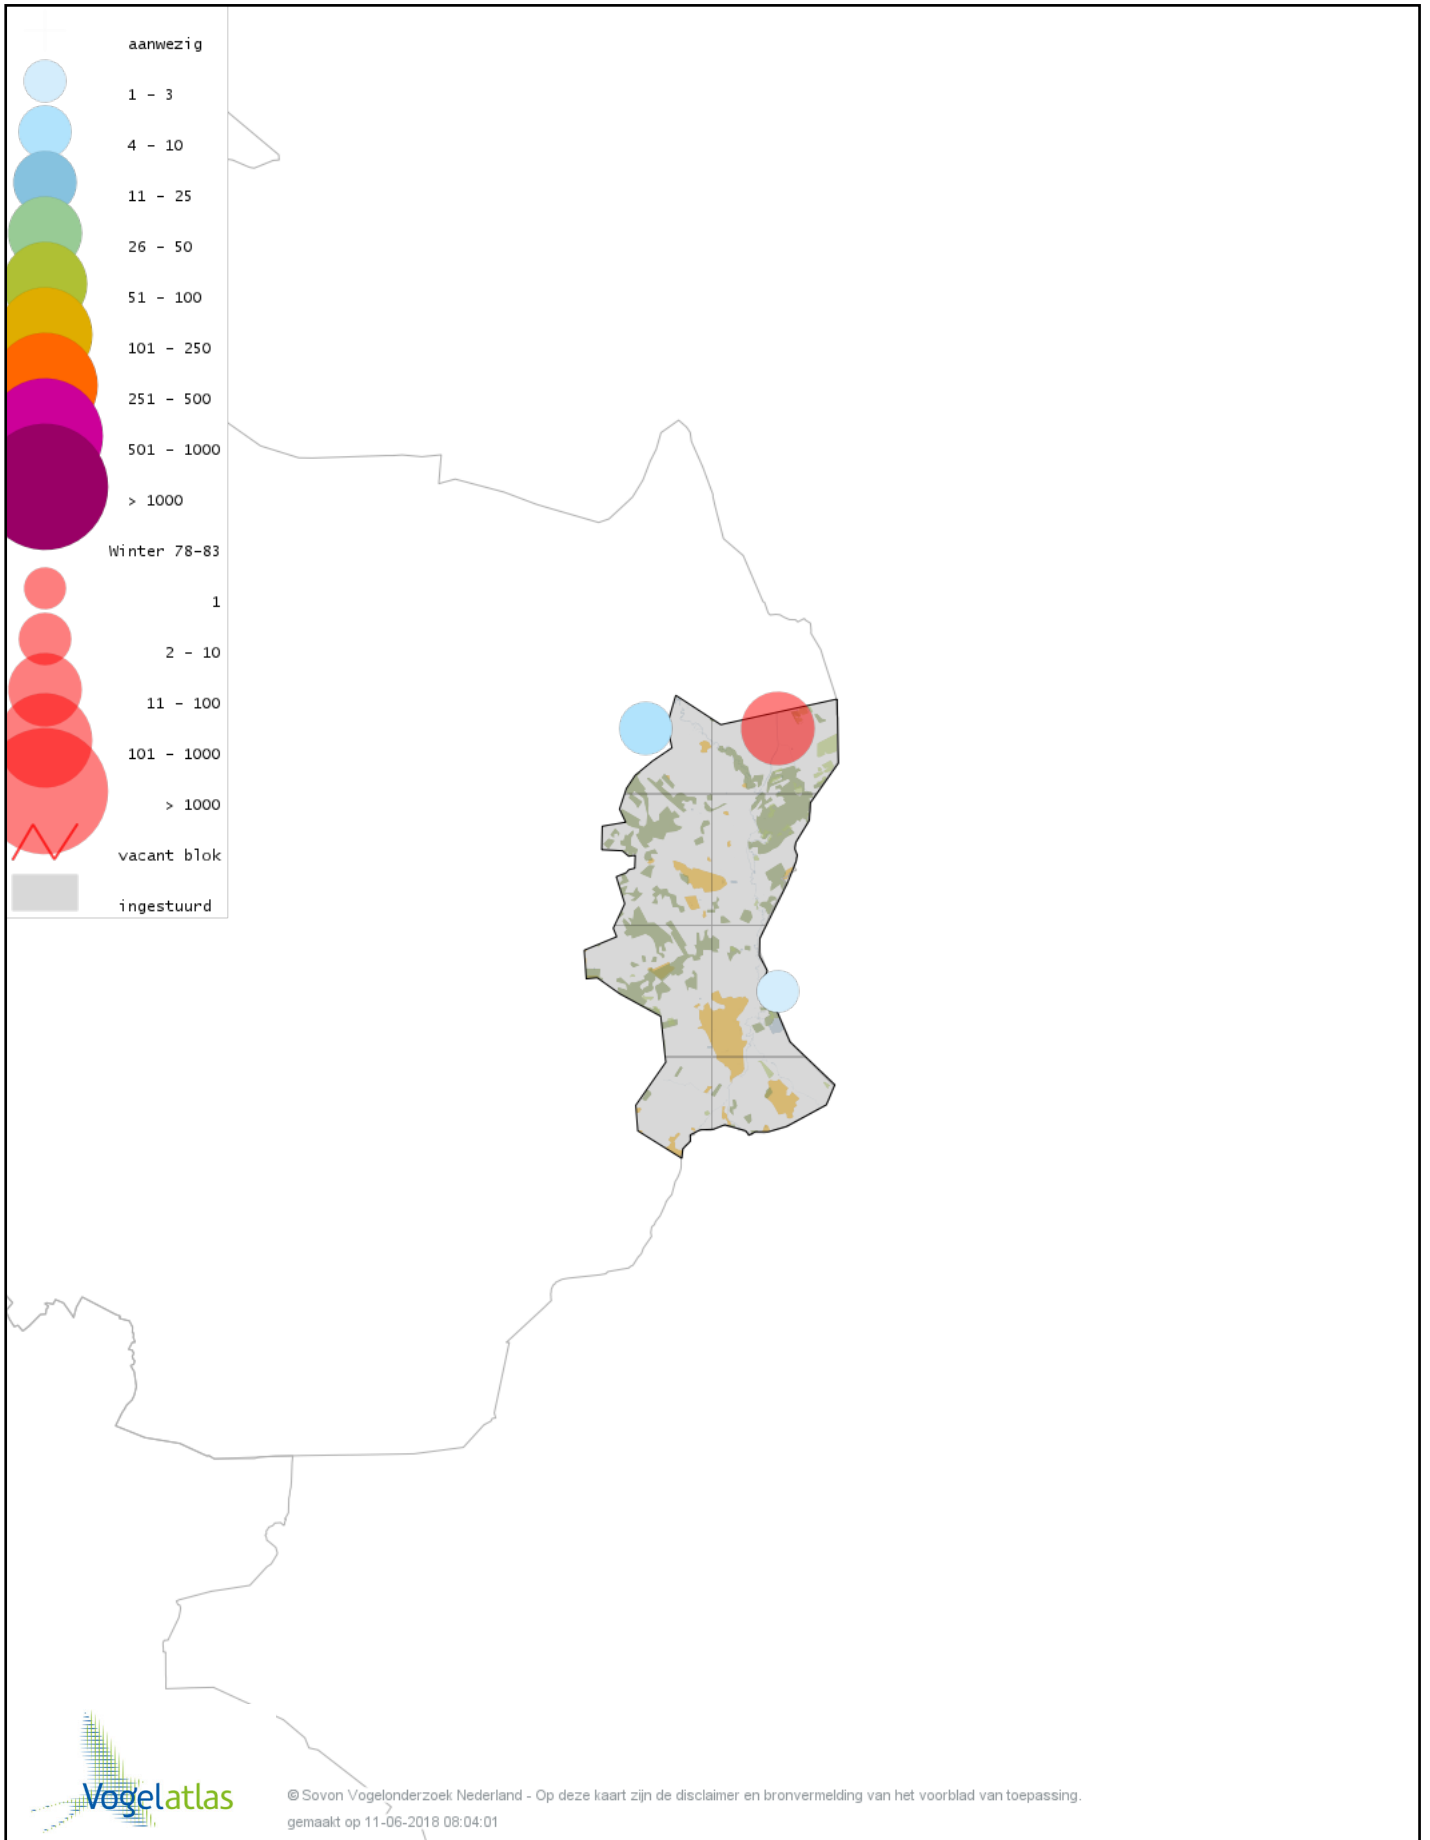 aanwezig
1 - 3
4 - 10
11 - 25
26 - 50
51 - 100
101 - 250
251 - 500
501 - 1000
> 1000
Winter 78-83
1
2 - 10
11 - 100
101 - 1000
> 1000
vacant blok
ingestuurd
Vogelatlas
© Sovon Vogelonderzoek Nederland - Op deze kaart zijn de disclaimer en bronvermelding van het voorblad van toepassing.
gemaakt op 11-06-2018 08:04:01